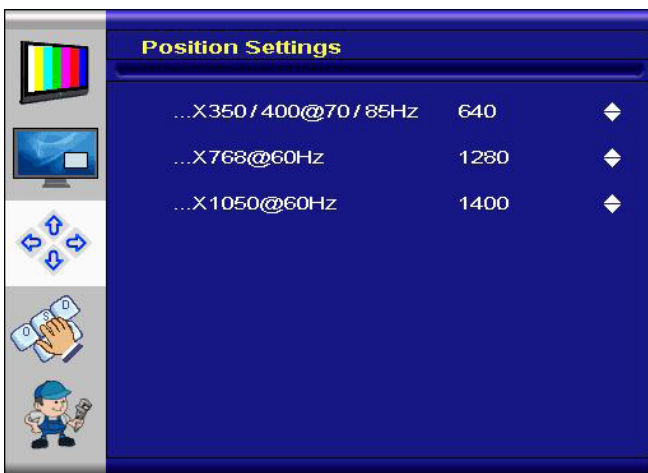 Position Settings
...X350/400@70/85Hz 640
...X768@60Hz 1280
...X1050@60Hz 1400
O S D